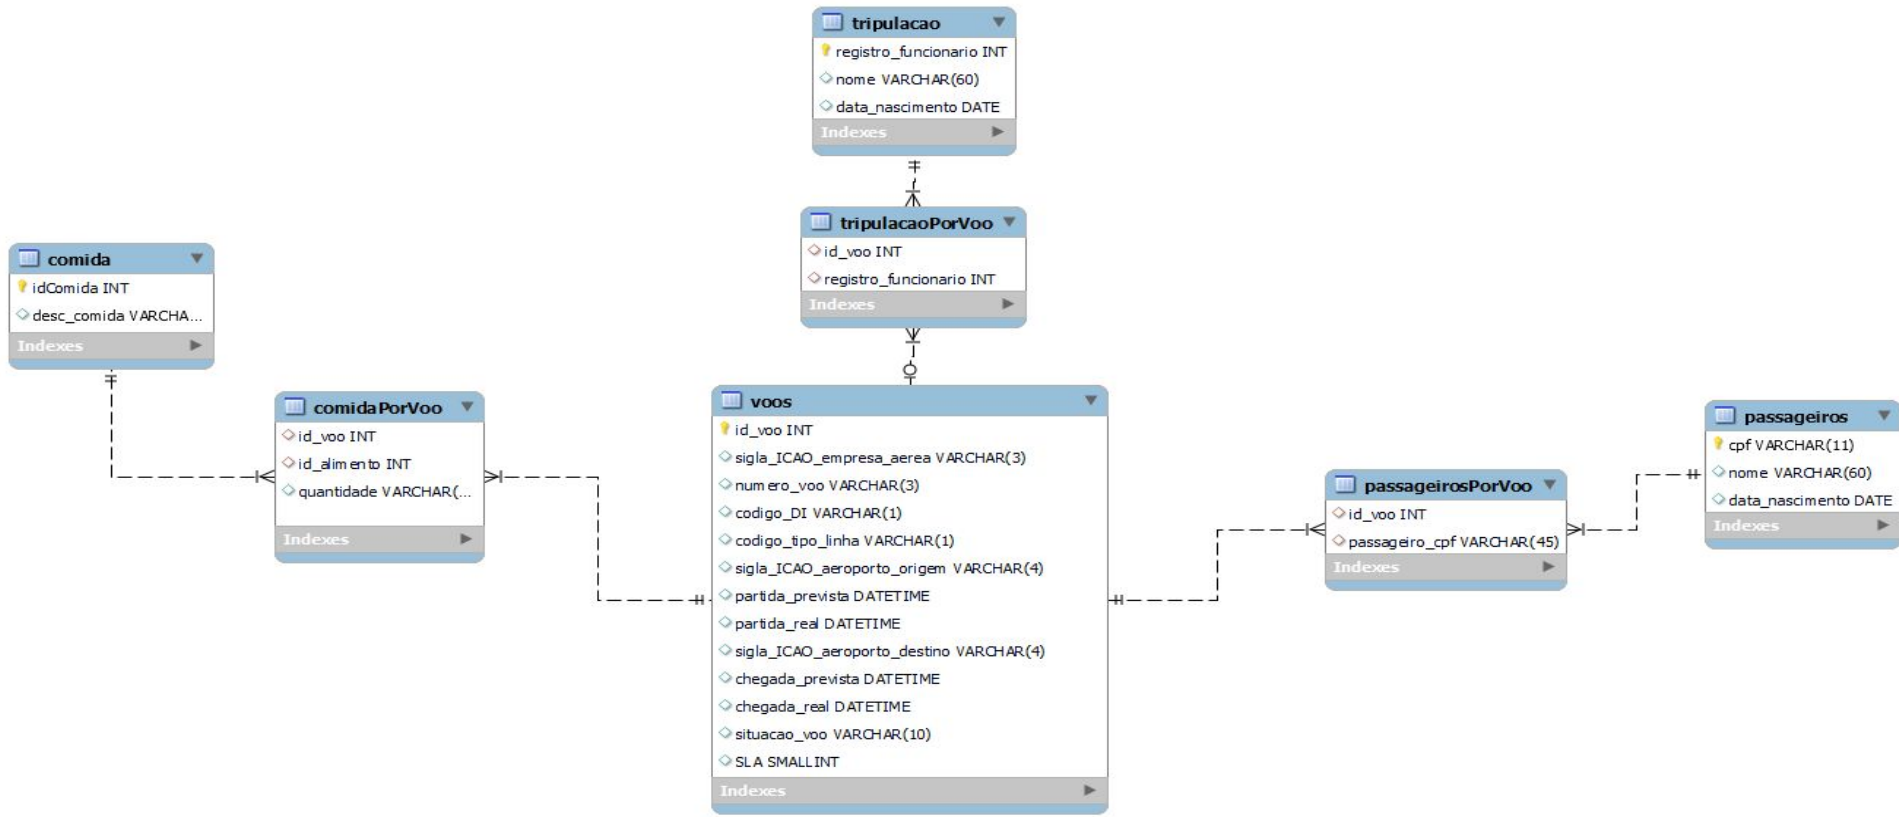 tripulacao
registro_funcionario INT
nome VARCHAR(60)
data_nascimento DATE
Indexes
tripulacaoPorVoo
id_voo INT
registro_funcionario INT
Indexes
comida
idComida INT
desc_comida VARCHA...
Indexes
comidaPorVoo
id_voo INT
id_alimento INT
quantidade VARCHAR(...
Indexes
voos
id_voo INT
sigla_ICAO_empresa_aerea VARCHAR(3)
numero_voo VARCHAR(3)
codigo_DI VARCHAR(1)
codigo_tipo_linha VARCHAR(1)
sigla_ICAO_aeroporto_origem VARCHAR(4)
partida_prevista DATETIME
partida_real DATETIME
sigla_ICAO_aeroporto_destino VARCHAR(4)
chegada_prevista DATETIME
chegada_real DATETIME
situacao_voo VARCHAR(10)
SLA SMALLINT
Indexes
passageirosPorVoo
id_voo INT
passageiro_cpf VARCHAR(45)
Indexes
passageiros
cpf VARCHAR(11)
nome VARCHAR(60)
data_nascimento DATE
Indexes